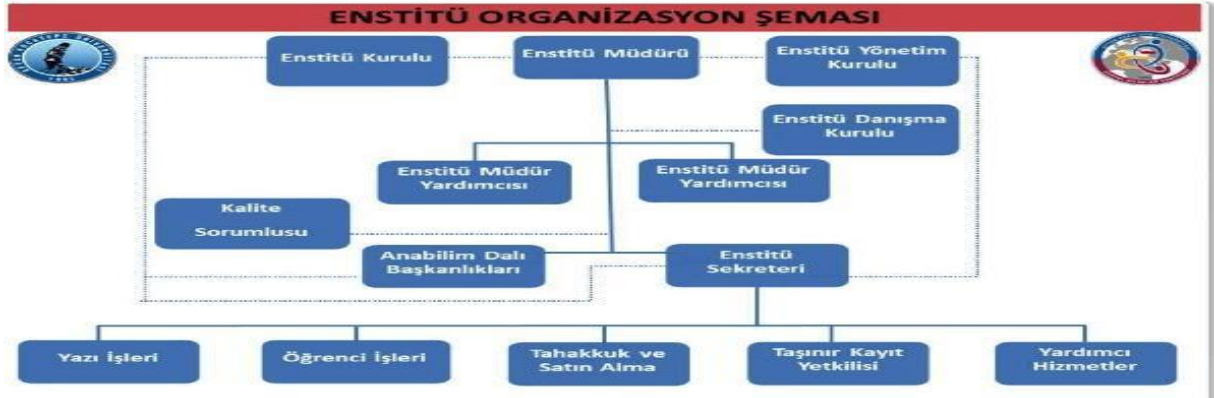 ENSTİTÜ ORGANİZASYON ŞEMASI
Enstitü Kurulu
Enstitü Müdürü
Enstitü Yönetim
Kurulu
Enstitü Danışma
Kurulu
Enstitü Müdür
Yardımcısı
Enstitü Müdür
Yardımcısı
Kalite
Sorumlusu
Anabilim Dalı
Başkanlıkları
Enstitü
Sekreteri
Yazı İşleri
Öğrenci İşleri
Tahakkuk ve
Satın Alma
Taşınır Kayıt
Yetkilisi
Yardımcı
Hizmetler